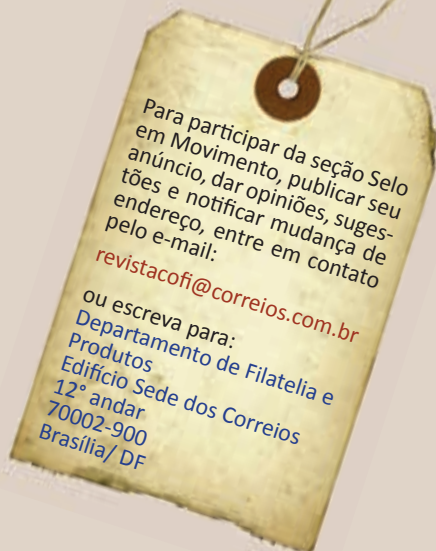 Para participar da seção Selo
em Movimento, publicar seu
anúncio, dar opiniões, suges-
tões e notificar mudança de
endereço, entre em contato
pelo e-mail:
revistacofi@correios.com.br
ou escreva para:
Departamento de Filatelia e
Produtos
Edifício Sede dos Correios
12° andar
70002-900
Brasília/ DF